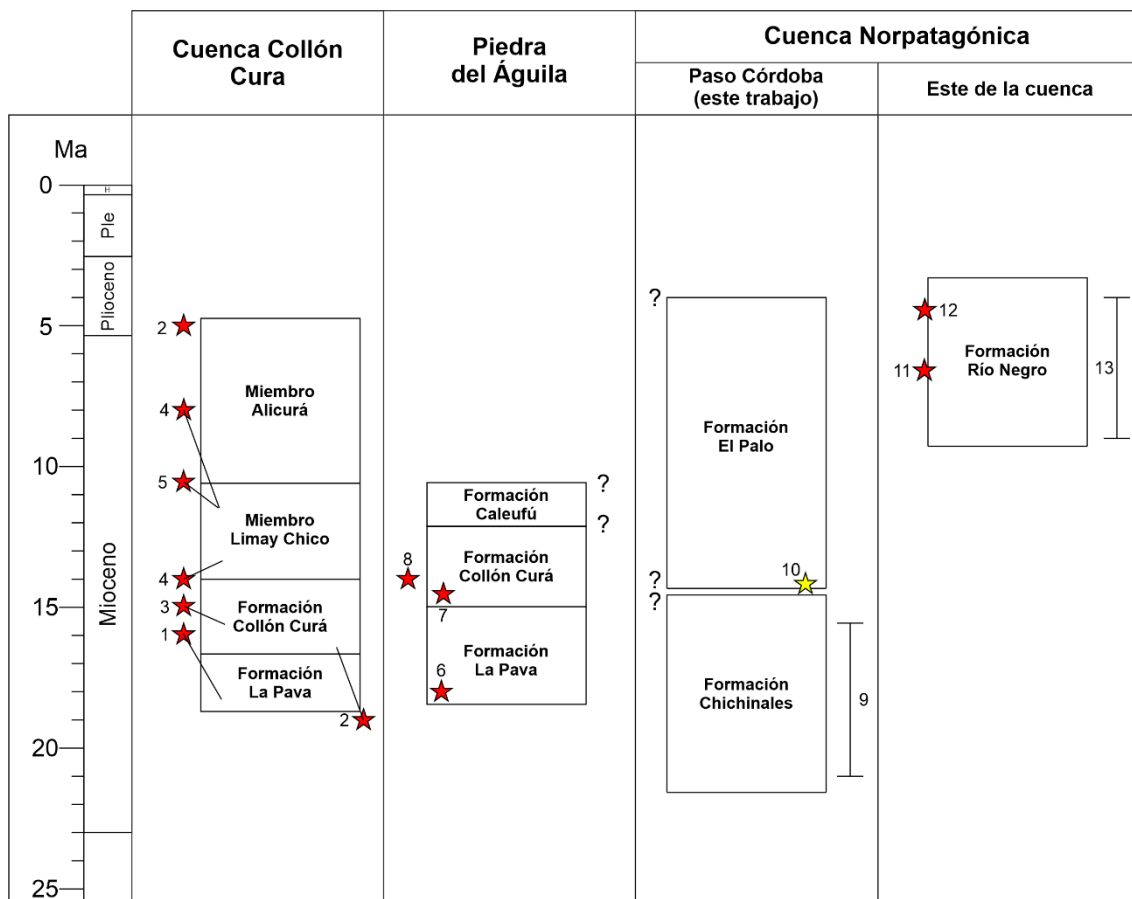 Cuenca Collón
Cura
Piedra
del Águila
Cuenca Norpatagónica
Paso Córdoba
(este trabajo)
Este de la cuenca
Ma
0
5
10
15
20
25
H
Ple
Plioceno
Mioceno
2
4
5
4
3
1
2
Miembro
Alicurá
Miembro
Limay Chico
Formación
Collón Curá
Formación
La Pava
8
7
6
Formación
Caleufú
?
?
Formación
Collón Curá
Formación
La Pava
?
Formación
El Palo
10
?
?
Formación
Chichinales
9
12
11
Formación
Río Negro
13